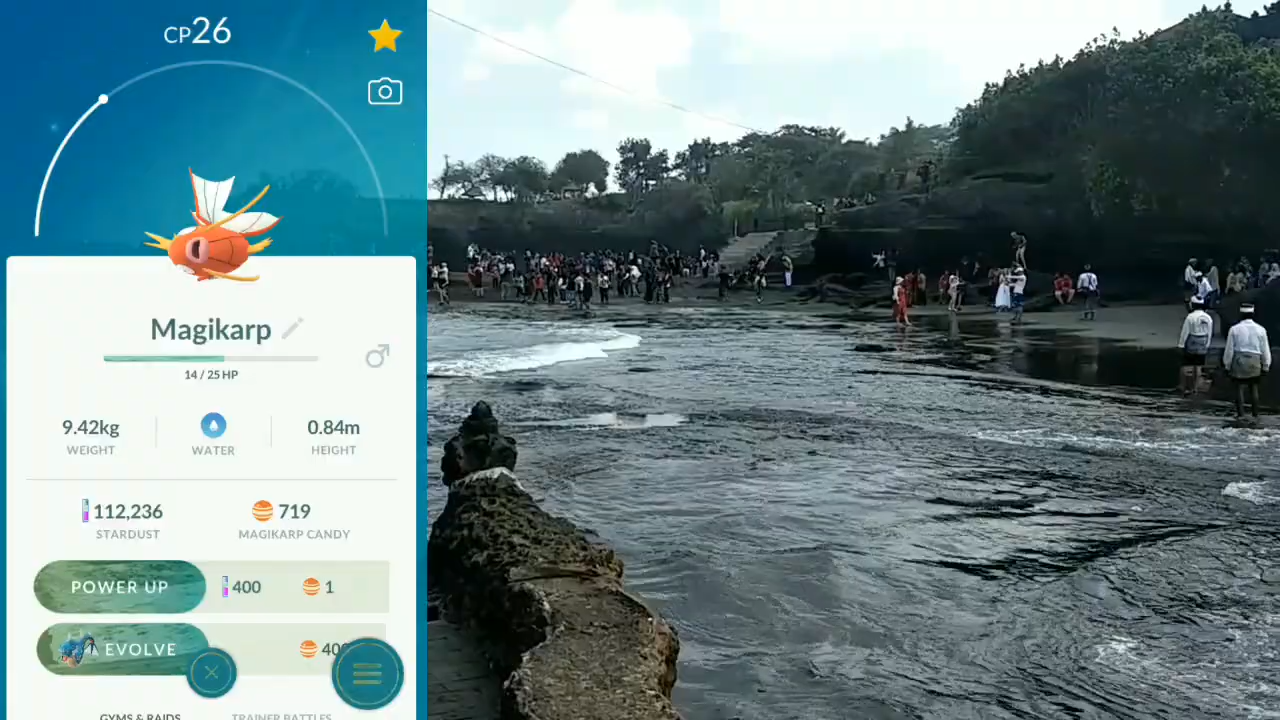 CP26
Magikarp
14 / 25 HP
9.42kg
WEIGHT
WATER
0.84m
HEIGHT
112,236
STARDUST
719
MAGIKARP CANDY
POWER UP
400
1
EVOLVE
400
GYMS & RAIDS
TRAINER BATTLES